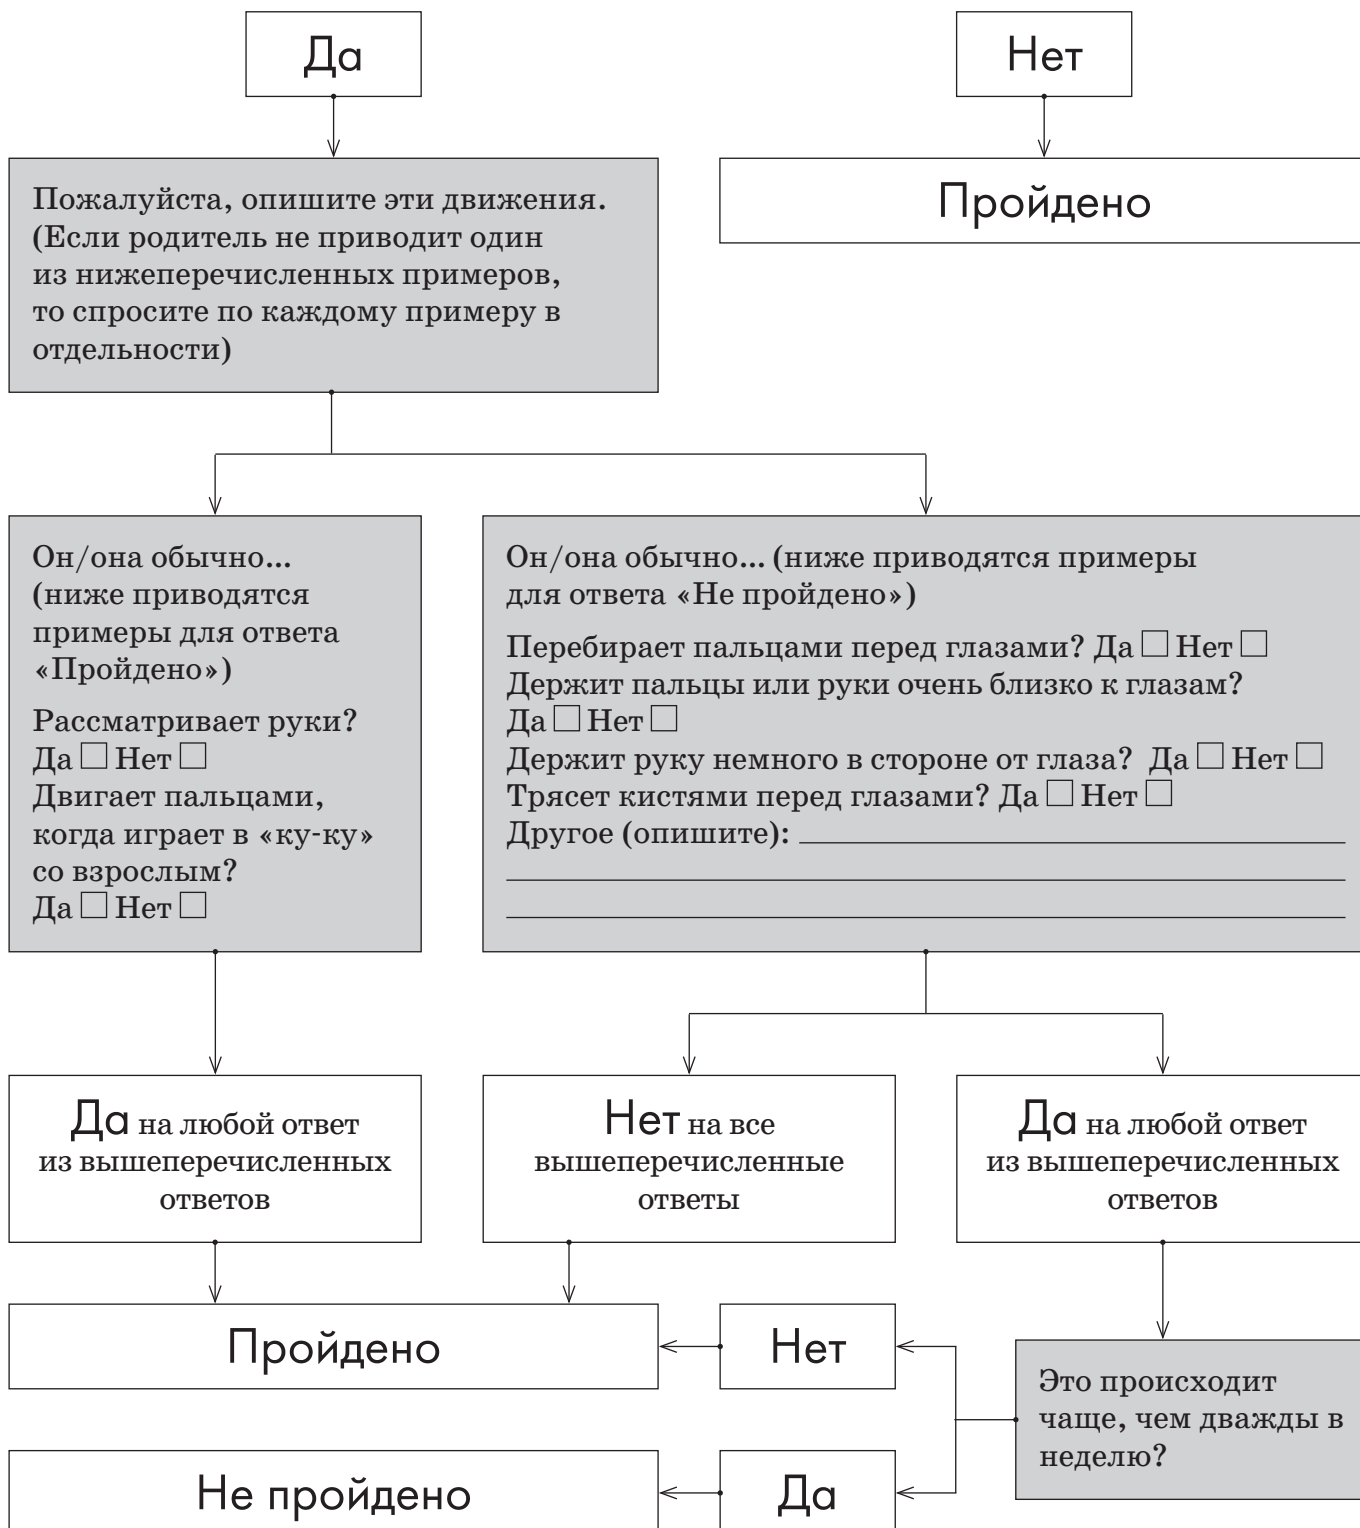 Да
Нет
Пройдено
Пожалуйста, опишите эти движения.
(Если родитель не приводит один
из нижеперечисленных примеров,
то спросите по каждому примеру в
отдельности)
Он/она обычно...
(ниже приводятся
примеры для ответа
«Пройдено»)
Рассматривает руки?
Да □ Нет □
Двигает пальцами,
когда играет в «ку-ку»
со взрослым?
Да □ Нет □
Он/она обычно... (ниже приводятся примеры
для ответа «Не пройдено»)
Перебирает пальцами перед глазами? Да □ Нет □
Держит пальцы или руки очень близко к глазам?
Да □ Нет □
Держит руку немного в стороне от глаза? Да □ Нет □
Трясет кистями перед глазами? Да □ Нет □
Другое (опишите):
Да на любой ответ
из вышеперечисленных
ответов
Нет на все
вышеперечисленные
ответы
Да на любой ответ
из вышеперечисленных
ответов
Пройдено
Нет
Это происходит
чаще, чем дважды в
неделю?
Не пройдено
Да